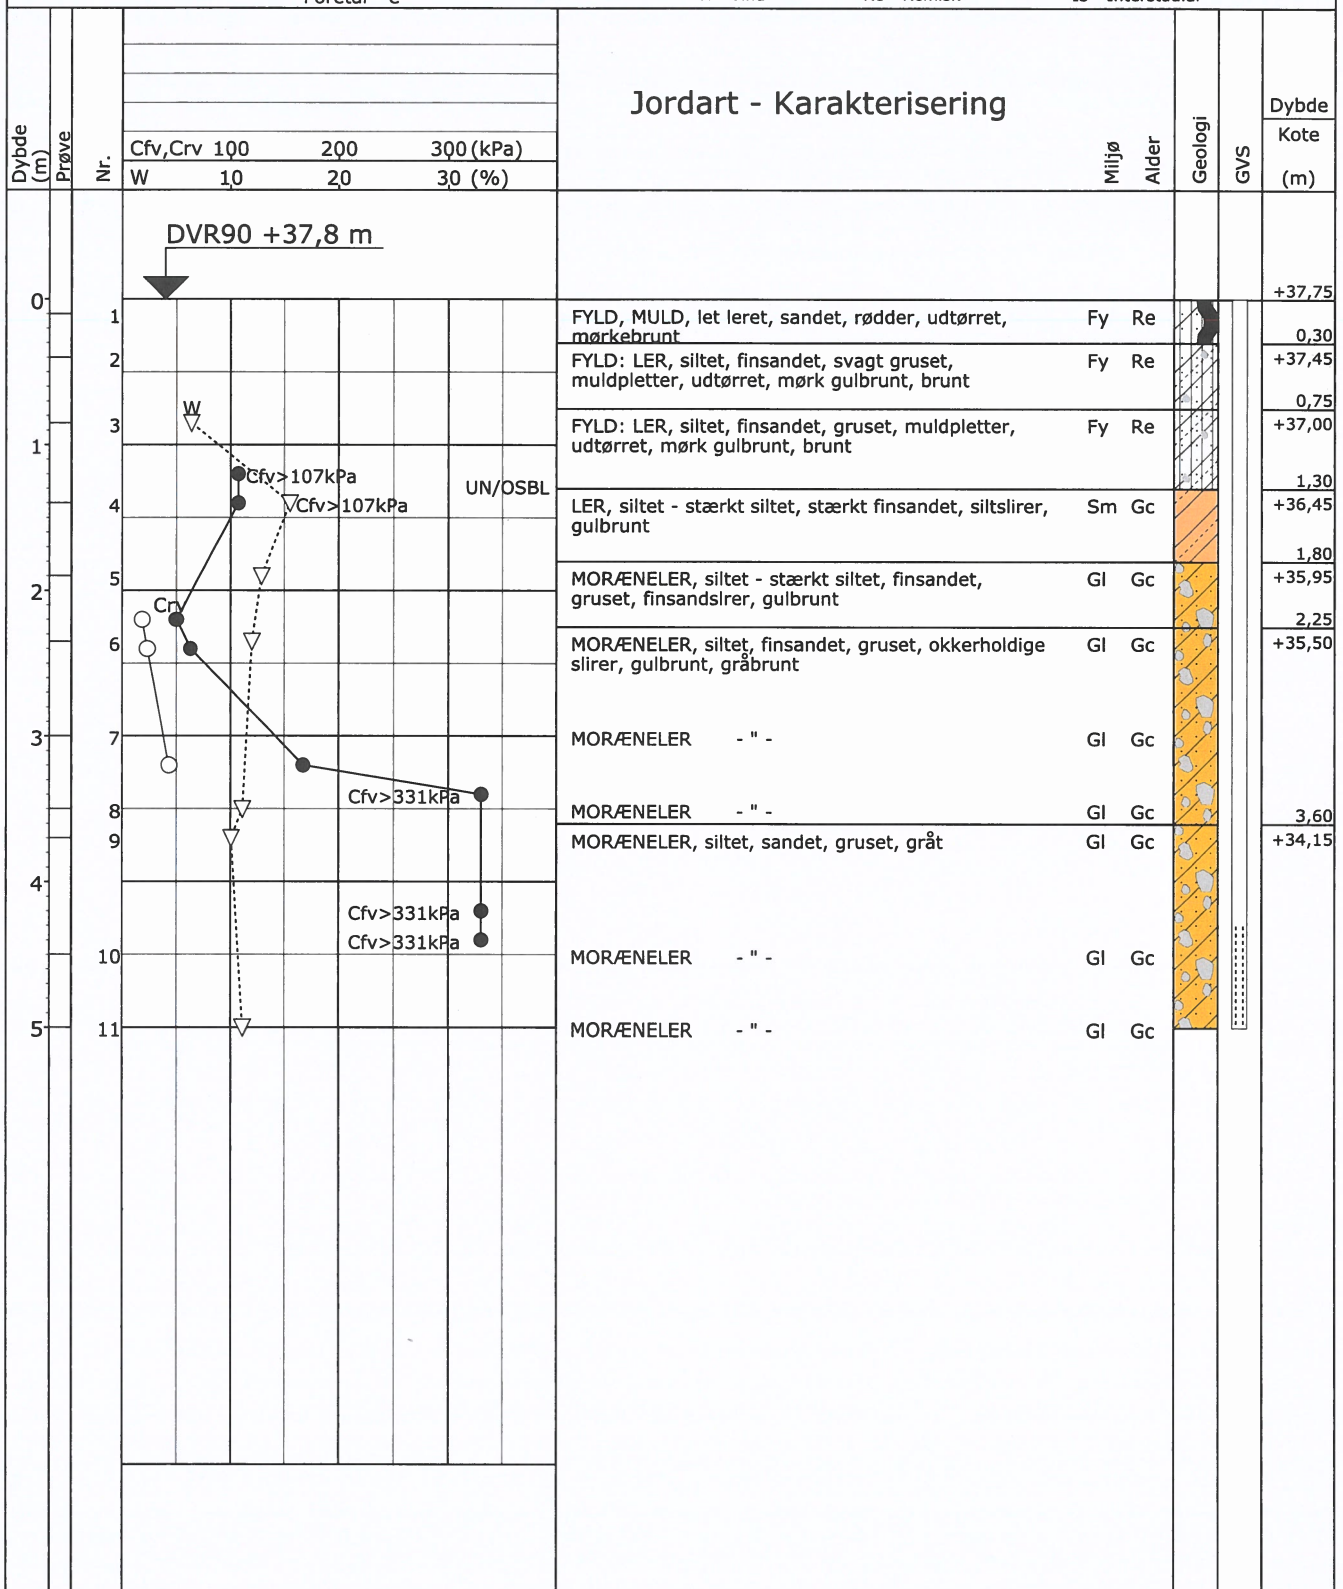 Jordart - Karakterisering
Dybde (m)
Prøve
Nr.
Cfv,Crv 100 200 300 (kPa)
W 10 20 30 (%)
Miljø
Alder
Geologi
GVS
Dybde
Kote
(m)
DVR90 +37,8 m
+37,75
0
1 FYLD, MULD, let leret, sandet, rødder, udtørret, Fy Re
mørkebrunt 0,30
2 FYLD: LER, siltet, finsandet, svagt gruset, Fy Re +37,45
muldpletter, udtørret, mørk gulbrunt, brunt
0,75
W
3 FYLD: LER, siltet, finsandet, gruset, muldpletter, Fy Re +37,00
udtørret, mørk gulbrunt, brunt
1
Cfv>107kPa
UN/OSBL 1,30
4 Cfv>107kPa LER, siltet - stærkt siltet, stærkt finsandet, siltslirer, Sm Gc +36,45
gulbrunt
1,80
5 MORÆNELER, siltet - stærkt siltet, finsandet, Gl Gc +35,95
2 gruset, finsandslrer, gulbrunt
Crv 2,25
6 MORÆNELER, siltet, finsandet, gruset, okkerholdige Gl Gc +35,50
slirer, gulbrunt, gråbrunt
3 7 MORÆNELER - " - Gl Gc
Cfv>331kPa
8 MORÆNELER - " - Gl Gc 3,60
9 MORÆNELER, siltet, sandet, gruset, gråt Gl Gc +34,15
4
Cfv>331kPa
Cfv>331kPa
10 MORÆNELER - " - Gl Gc
5 11 MORÆNELER - " - Gl Gc